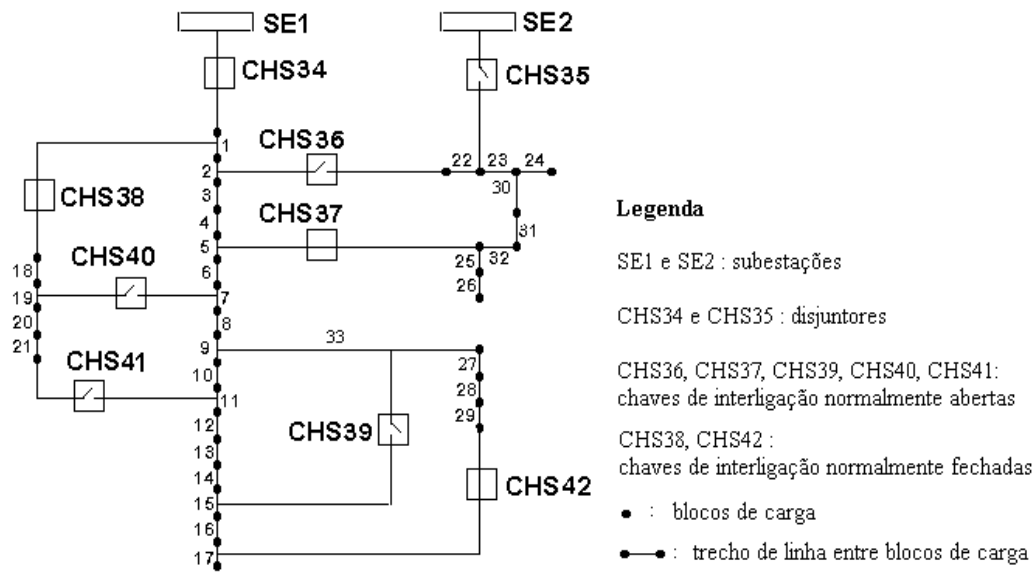 SE1
SE2
CHS34
CHS35
1
CHS36
22
23
24
2
30
3
CHS38
CHS37
4
31
5
32
CHS40
25
18
6
26
19
7
20
8
33
21
9
27
CHS41
10
28
11
29
12
CHS39
13
14
CHS42
15
16
17
Legenda
SE1 e SE2 : subestações
CHS34 e CHS35 : disjuntores
CHS36, CHS37, CHS39, CHS40, CHS41:
chaves de interligação normalmente abertas
CHS38, CHS42 :
chaves de interligação normalmente fechadas
: blocos de carga
: trecho de linha entre blocos de carga